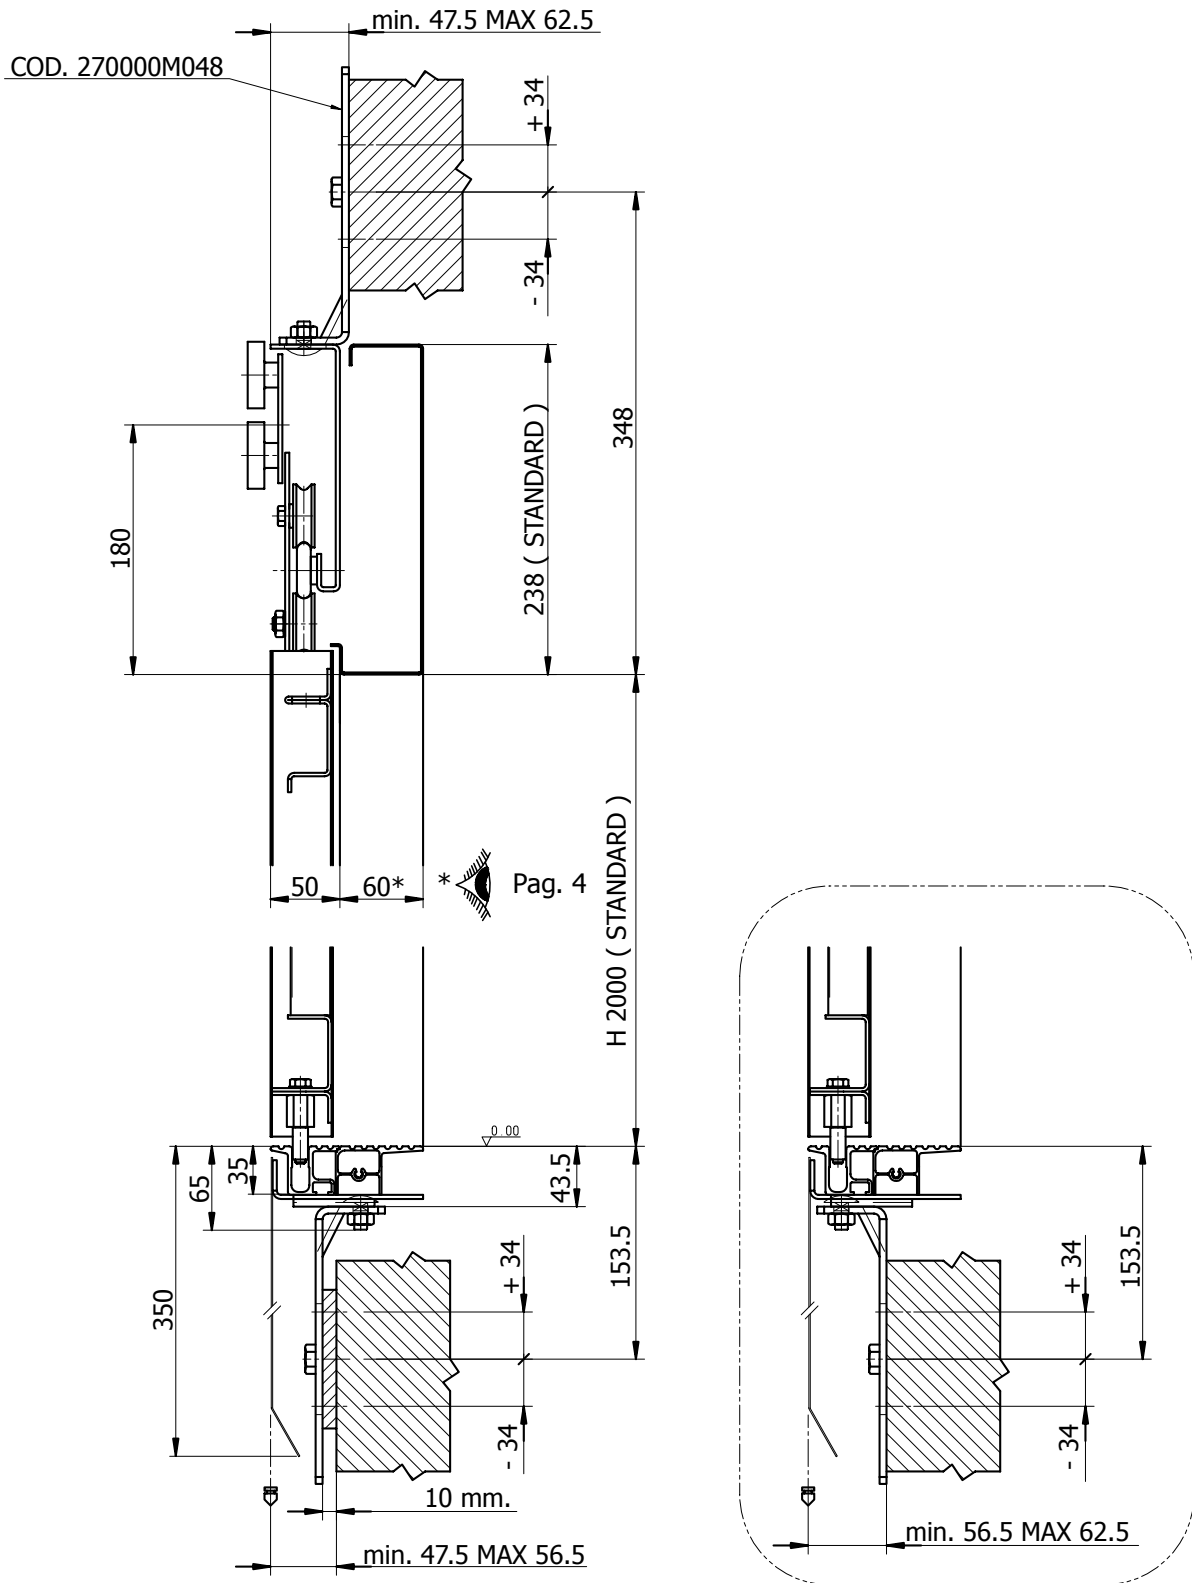 min. 47.5 MAX 62.5
COD. 270000M048
+ 34
- 34
348
238 ( STANDARD )
180
H 2000 ( STANDARD )
50
60*
* Pag. 4
0.00
35
65
43.5
153.5
350
+ 34
- 34
10 mm.
min. 47.5 MAX 56.5
153.5
+ 34
- 34
min. 56.5 MAX 62.5